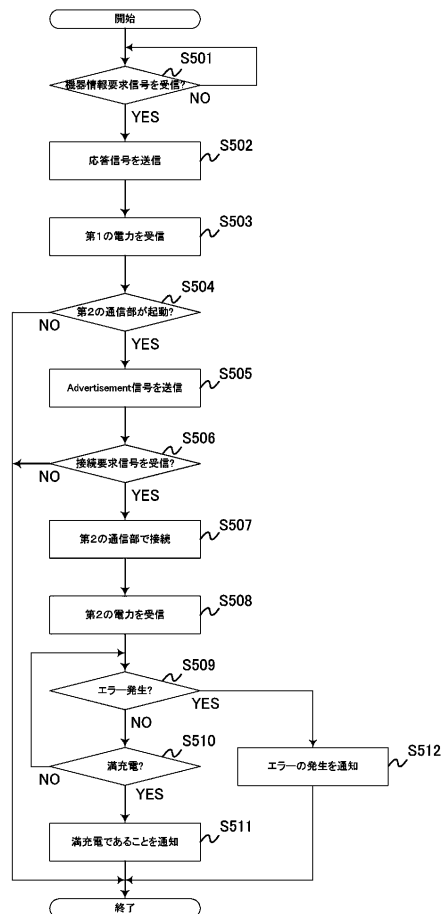 開始
S501
機器情報要求信号を受信?
NO
YES
S502
応答信号を送信
S503
第1の電力を受信
S504
第2の通信部が起動?
NO
YES
S505
Advertisement信号を送信
S506
接続要求信号を受信?
NO
YES
S507
第2の通信部で接続
S508
第2の電力を受信
S509
エラー発生?
YES
NO
S510
満充電?
NO
YES
S512
エラーの発生を通知
S511
満充電であることを通知
終了